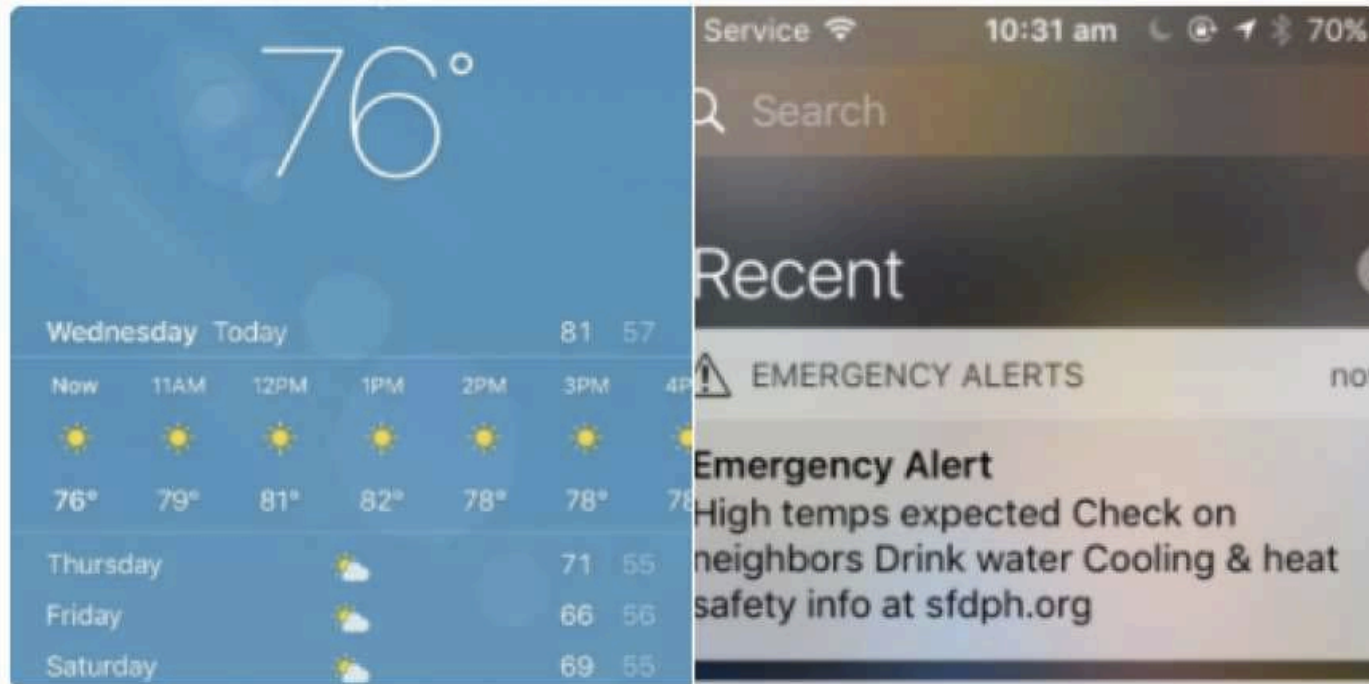 76°
Wednesday Today 81 57
Now 11AM 12PM 1PM 2PM 3PM
76° 79° 81° 82° 78° 78° 78
Thursday 71 55
Friday 66 56
Saturday 69 55
Service 10:31 am 70%
Search
Recent
EMERGENCY ALERTS
Emergency Alert
High temps expected Check on
neighbors Drink water Cooling & heat
safety info at sfdph.org